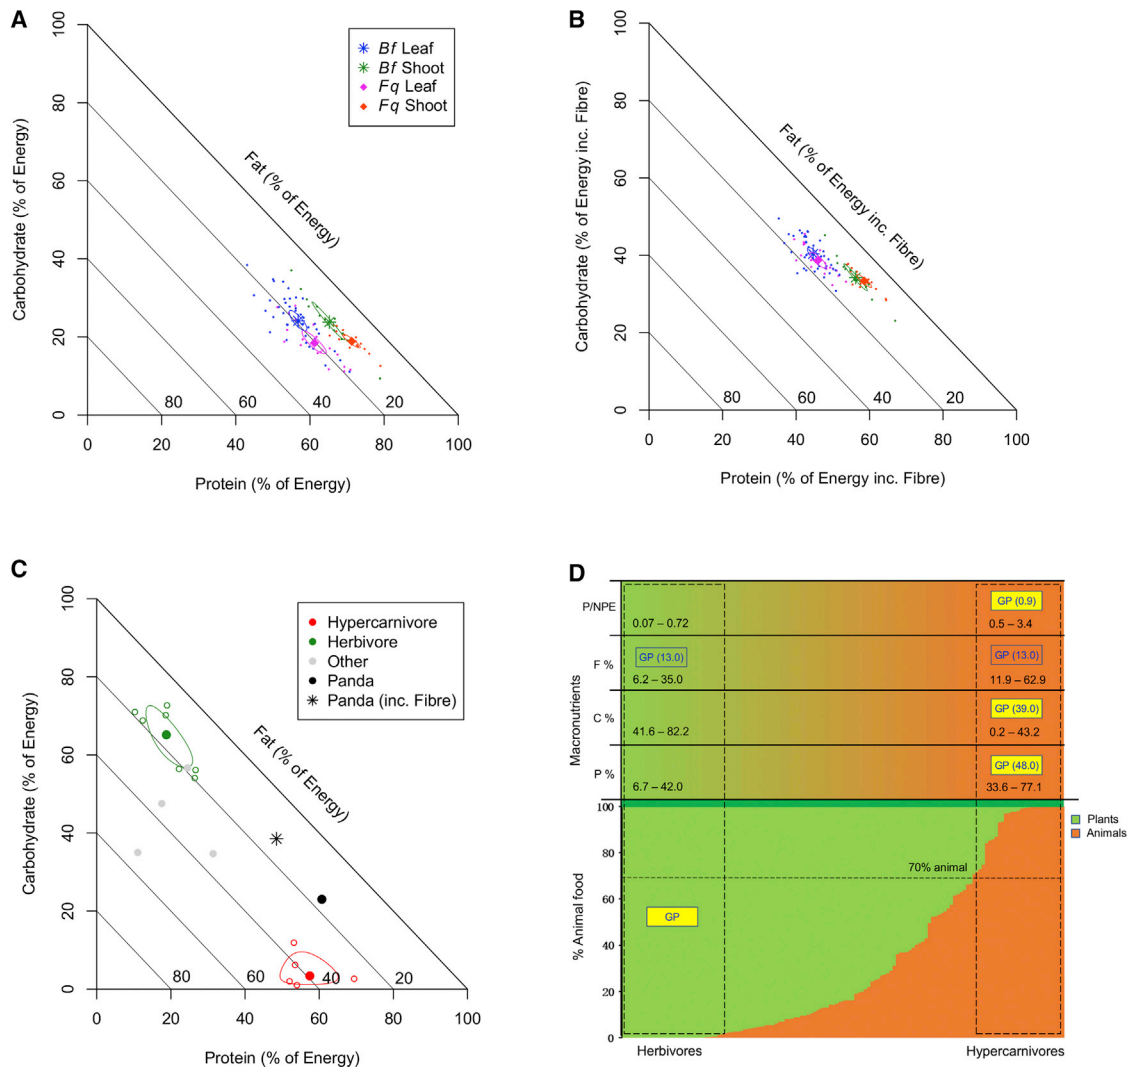 A
Bf Leaf
Bf Shoot
Fq Leaf
Fq Shoot
Fat (% of Energy)
Carbohydrate (% of Energy)
100
80
60
40
20
0
80
60
40
20
0
20
40
60
80
100
Protein (% of Energy)
B
Fat (% of Energy inc. Fibre)
Carbohydrate (% of Energy inc. Fibre)
100
80
60
40
20
0
80
60
40
20
0
20
40
60
80
100
Protein (% of Energy inc. Fibre)
C
Hypercarnivore
Herbivore
Other
Panda
Panda (inc. Fibre)
Fat (% of Energy)
Carbohydrate (% of Energy)
100
80
60
40
20
0
80
60
40
20
0
20
40
60
80
100
Protein (% of Energy)
D
Macronutrients
P/NPE
GP (0.9)
0.07 – 0.72
0.5 – 3.4
F %
GP (13.0)
GP (13.0)
6.2 – 35.0
11.9 – 62.9
C %
GP (39.0)
41.6 – 82.2
0.2 – 43.2
P %
GP (48.0)
6.7 – 42.0
33.6 – 77.1
% Animal food
100
80
60
40
20
0
70% animal
GP
Plants
Animals
Herbivores
Hypercarnivores